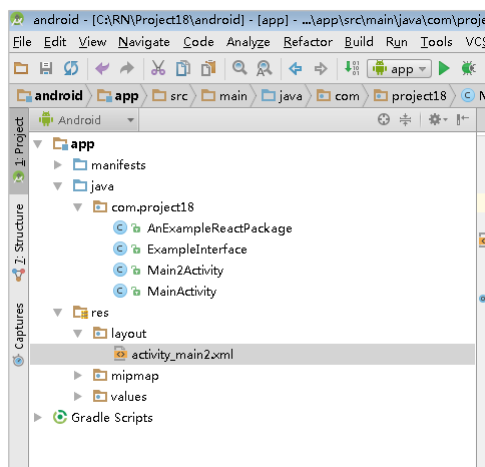 android - [C:\RN\Project18\android] - [app] - ...\app\src\main\java\com\proje
File Edit View Navigate Code Analyze Refactor Build Run Tools VCS
app
android app src main java com project18
1: Project
Android
app
manifests
java
com.project18
AnExampleReactPackage
ExampleInterface
Main2Activity
MainActivity
res
layout
activity_main2.xml
mipmap
values
Gradle Scripts
7: Structure
Captures